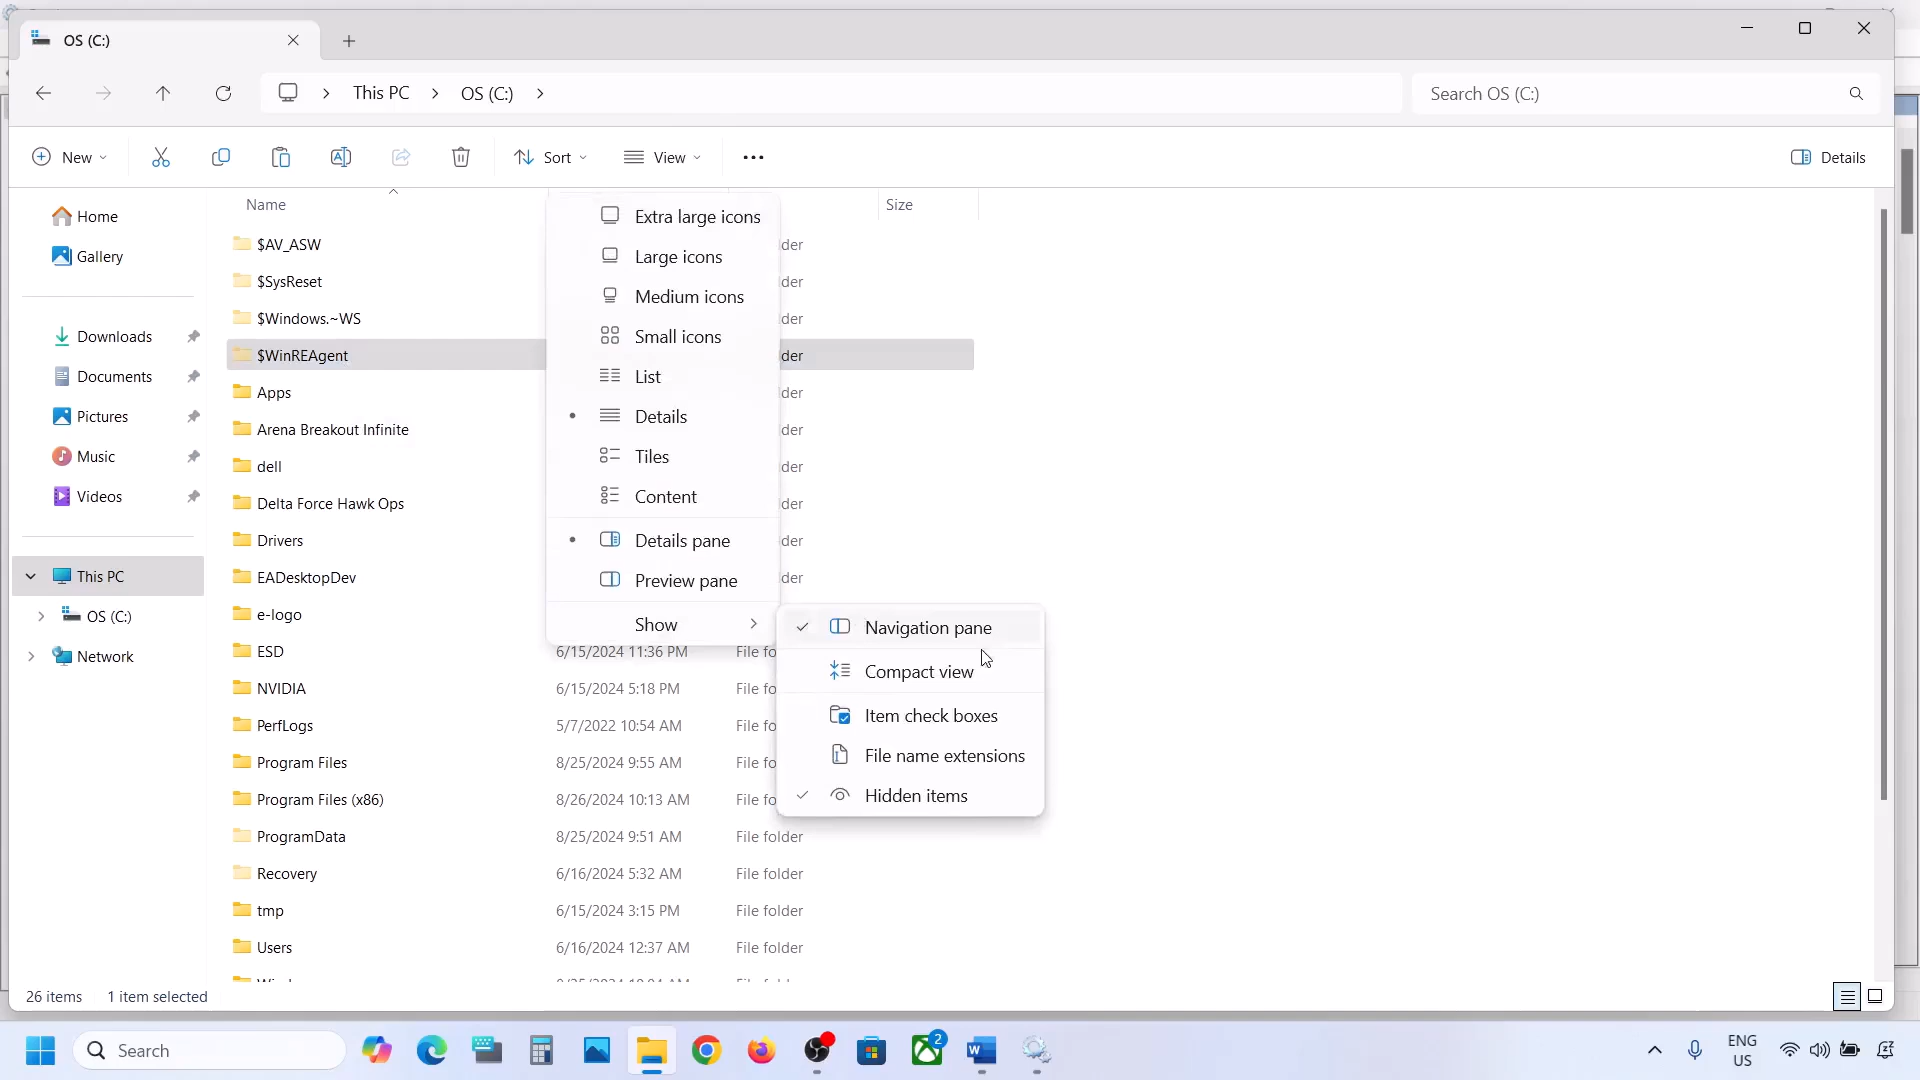 OS (C:)
This PC
OS (C:)
Search OS (C:)
New
Sort
View
Details
Home
Gallery
Downloads
Documents
Pictures
Music
Videos
This PC
OS (C:)
Network
Name
Size
$AV_ASW
der
$SysReset
der
$Windows.~WS
der
$WinREAgent
der
Apps
der
Arena Breakout Infinite
der
dell
der
Delta Force Hawk Ops
der
Drivers
der
EADesktopDev
der
e-logo
ESD 6/15/2024 11:36 PM File fo
NVIDIA 6/15/2024 5:18 PM File fo
PerfLogs 5/7/2022 10:54 AM File fo
Program Files 8/25/2024 9:55 AM File fo
Program Files (x86) 8/26/2024 10:13 AM File fo
ProgramData 8/25/2024 9:51 AM File folder
Recovery 6/16/2024 5:32 AM File folder
tmp 6/15/2024 3:15 PM File folder
Users 6/16/2024 12:37 AM File folder
Extra large icons
Large icons
Medium icons
Small icons
List
Details
Tiles
Content
Details pane
Preview pane
Show
Navigation pane
Compact view
Item check boxes
File name extensions
Hidden items
26 items 1 item selected
Search
2
ENG
US